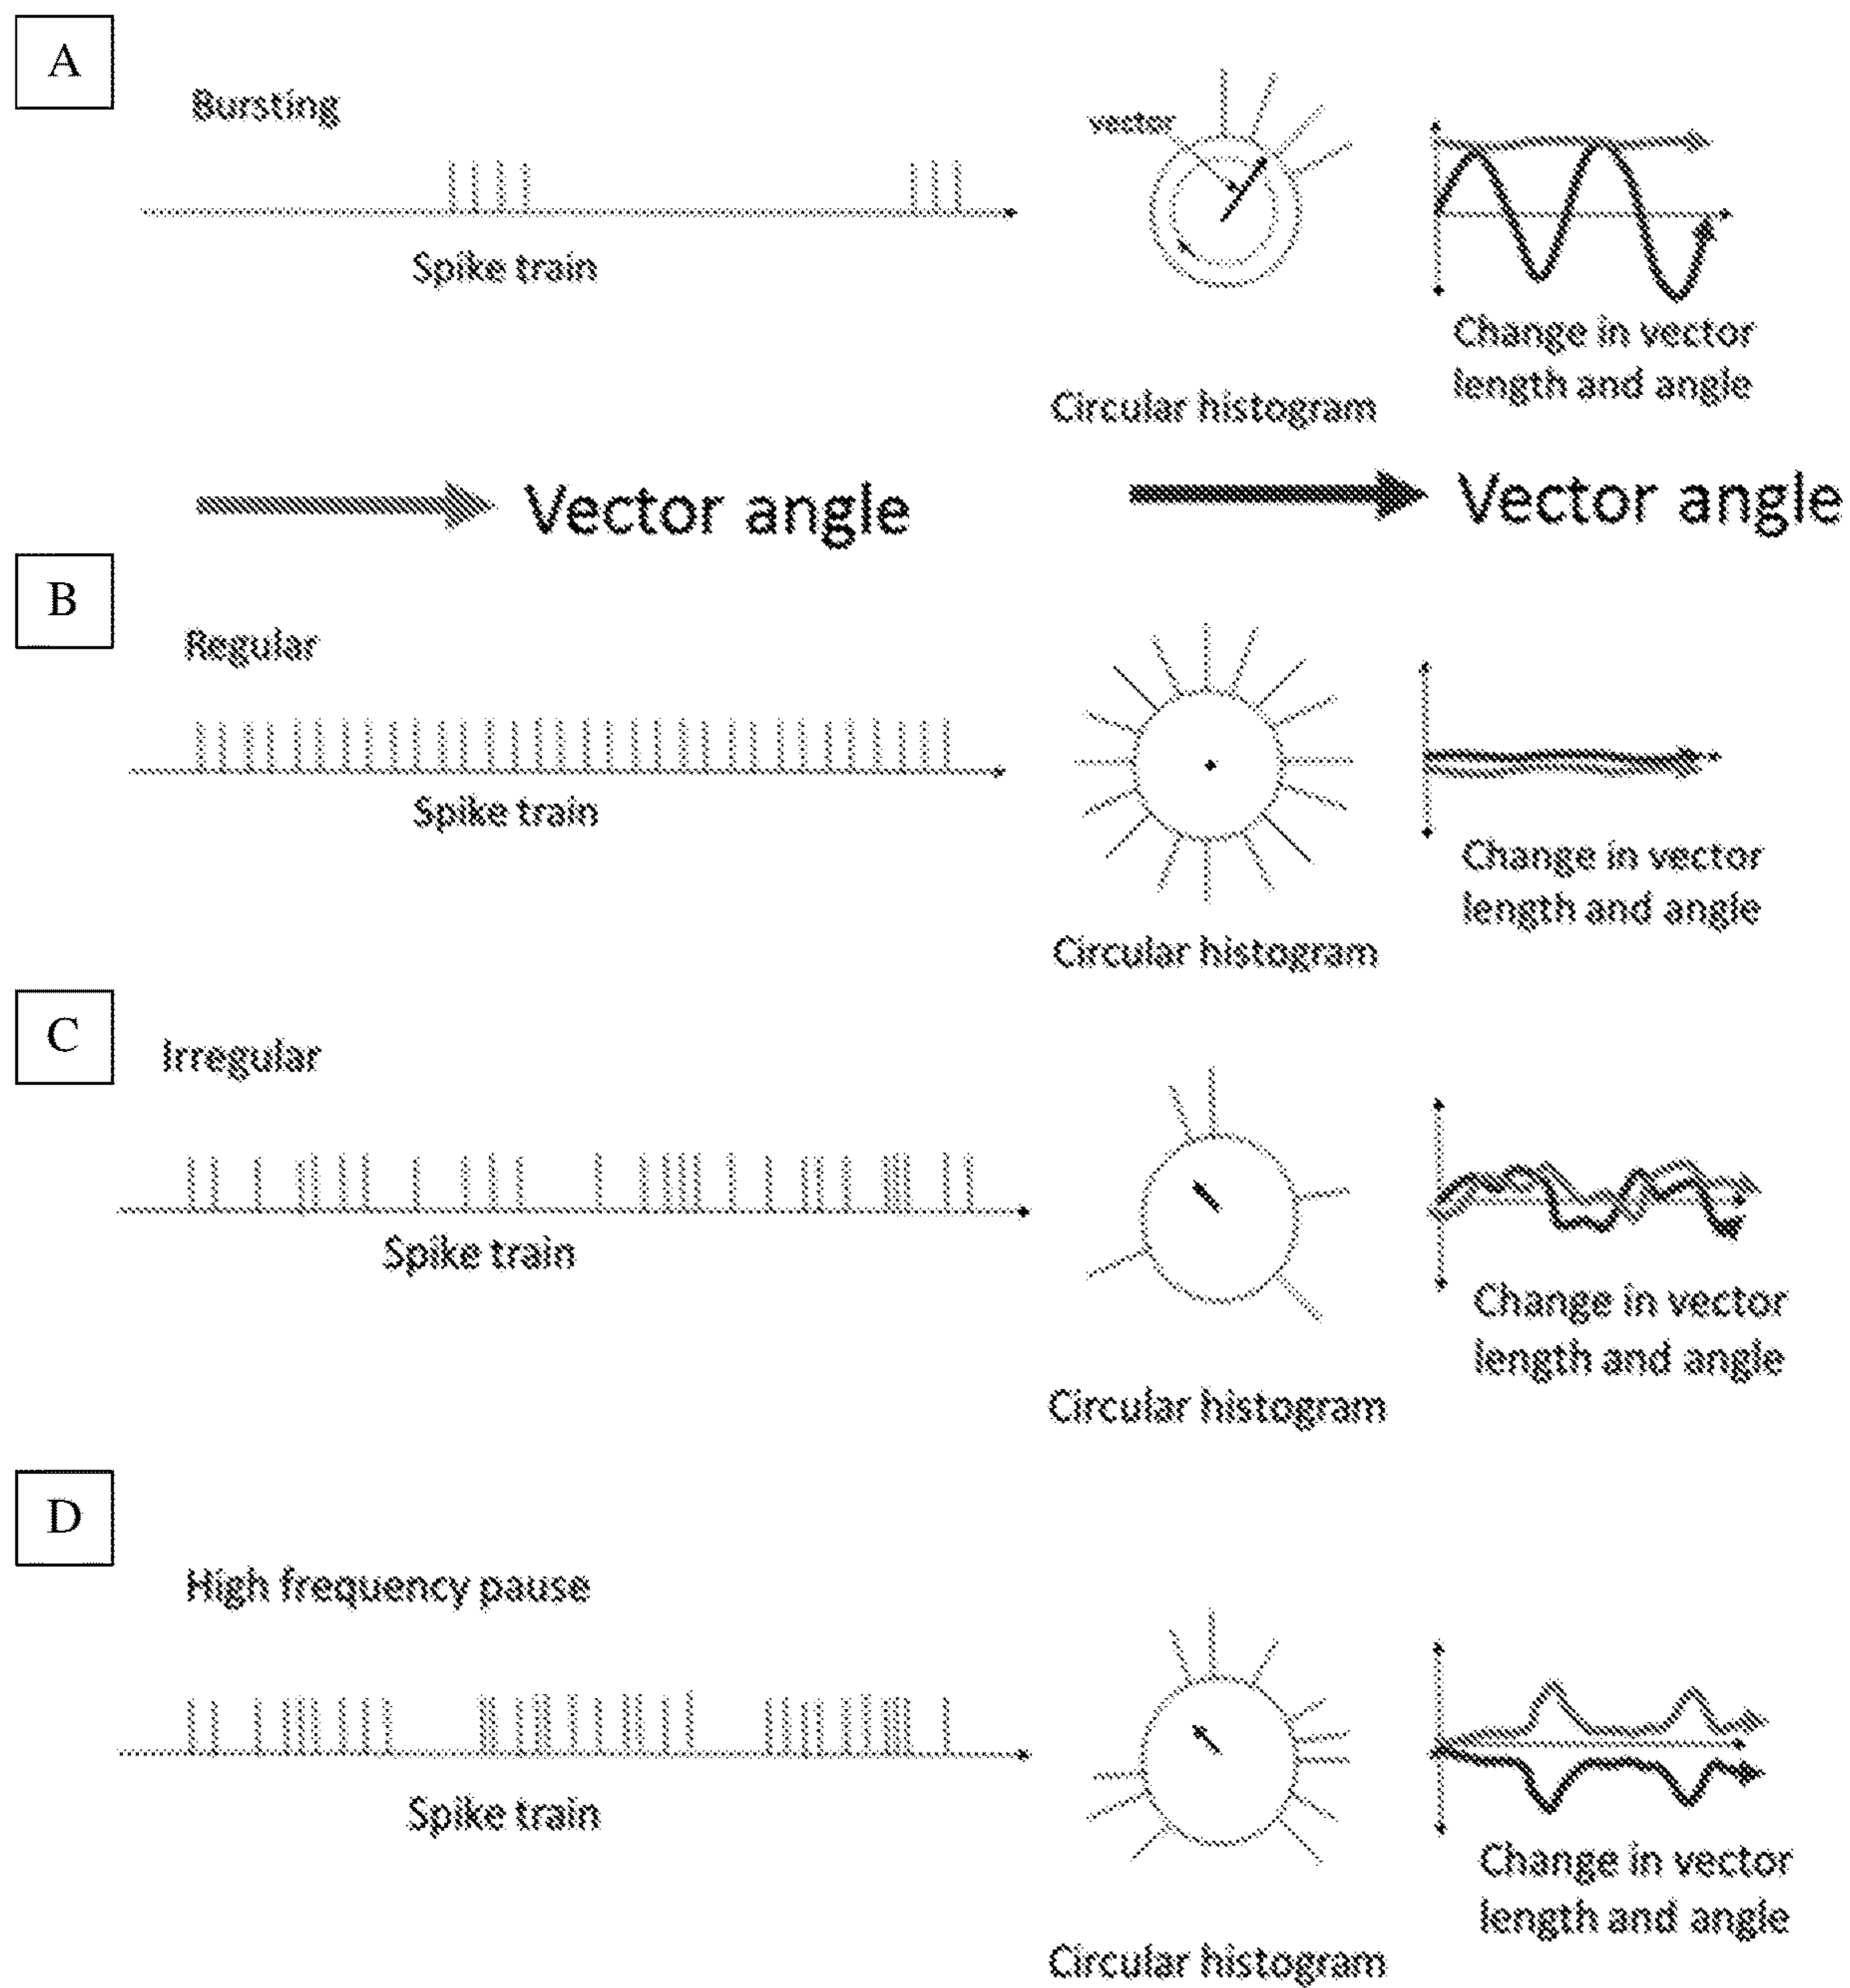 A
Bursting
vector
Spike train
Change in vector
length and angle
Circular histogram
Vector angle
Vector angle
B
Regular
Spike train
Change in vector
length and angle
Circular histogram
C
Irregular
Spike train
Change in vector
length and angle
Circular histogram
D
High frequency pause
Spike train
Change in vector
length and angle
Circular histogram